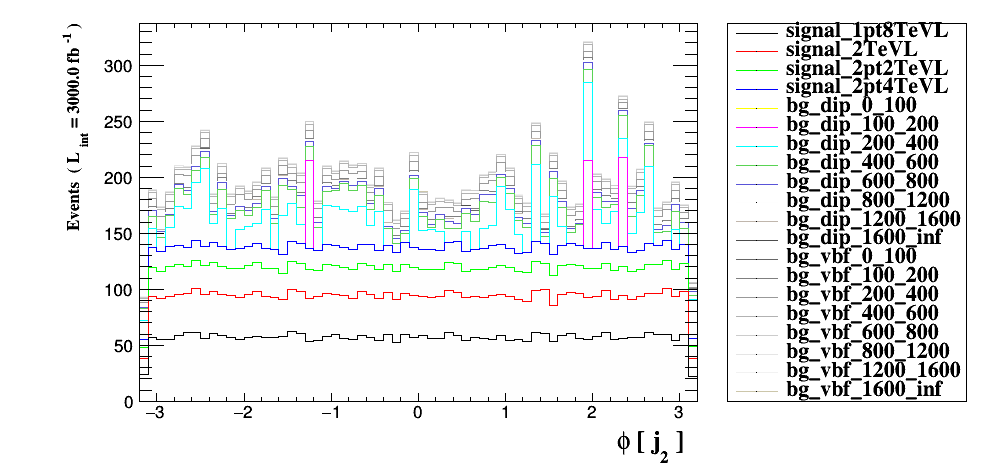 Events ( L int = 3000.0 fb -1 )
300
250
200
150
100
50
0
−3 −2 −1 0 1 2 3
ϕ [ j 2 ]
signal_1pt8TeVL
signal_2TeVL
signal_2pt2TeVL
signal_2pt4TeVL
bg_dip_0_100
bg_dip_100_200
bg_dip_200_400
bg_dip_400_600
bg_dip_600_800
bg_dip_800_1200
bg_dip_1200_1600
bg_dip_1600_inf
bg_vbf_0_100
bg_vbf_100_200
bg_vbf_200_400
bg_vbf_400_600
bg_vbf_600_800
bg_vbf_800_1200
bg_vbf_1200_1600
bg_vbf_1600_inf